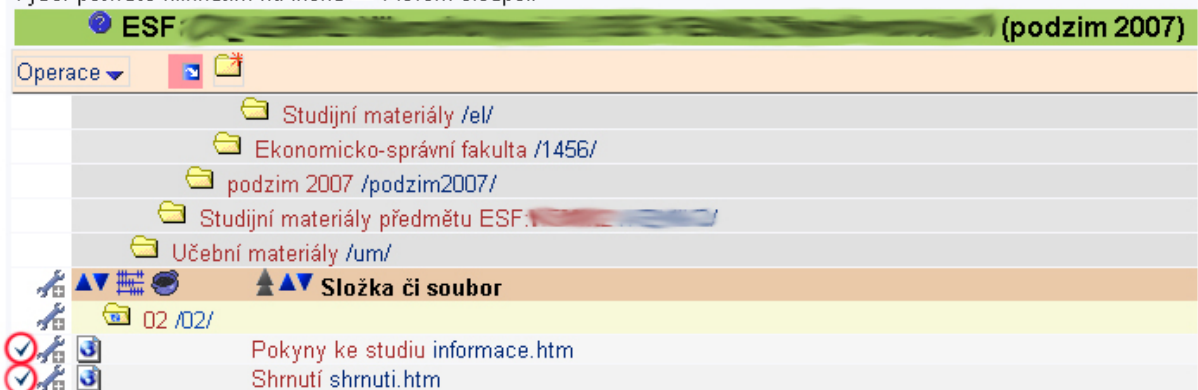 ESF: (podzim 2007)
Operace
Studijní materiály /el/
Ekonomicko-správní fakulta /1456/
podzim 2007 /podzim2007/
Studijní materiály předmětu ESF: /
Učební materiály /um/
Složka či soubor
02 /02/
Pokyny ke studiu informace.htm
Shrnutí shrnuti.htm